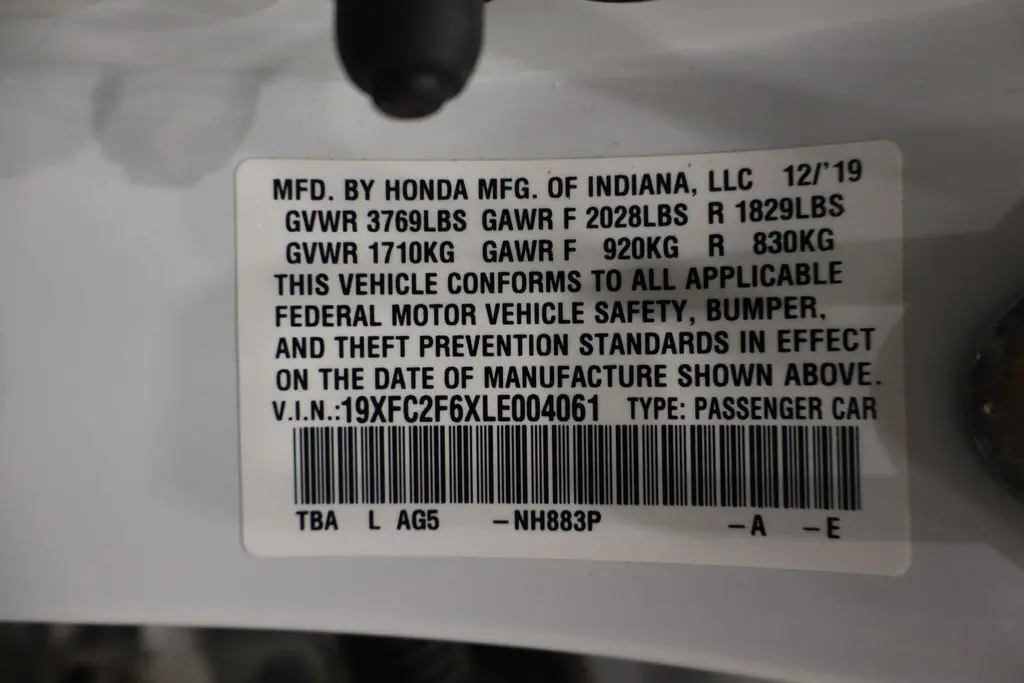 MFD. BY HONDA MFG. OF INDIANA, LLC 12/'19
GVWR 3769LBS GAWR F 2028LBS R 1829LBS
GVWR 1710KG GAWR F 920KG R 830KG
THIS VEHICLE CONFORMS TO ALL APPLICABLE
FEDERAL MOTOR VEHICLE SAFETY, BUMPER,
AND THEFT PREVENTION STANDARDS IN EFFECT
ON THE DATE OF MANUFACTURE SHOWN ABOVE.
V.I.N.:19XFC2F6XLE004061 TYPE: PASSENGER CAR
TBA L AG5 -NH883P -A -E